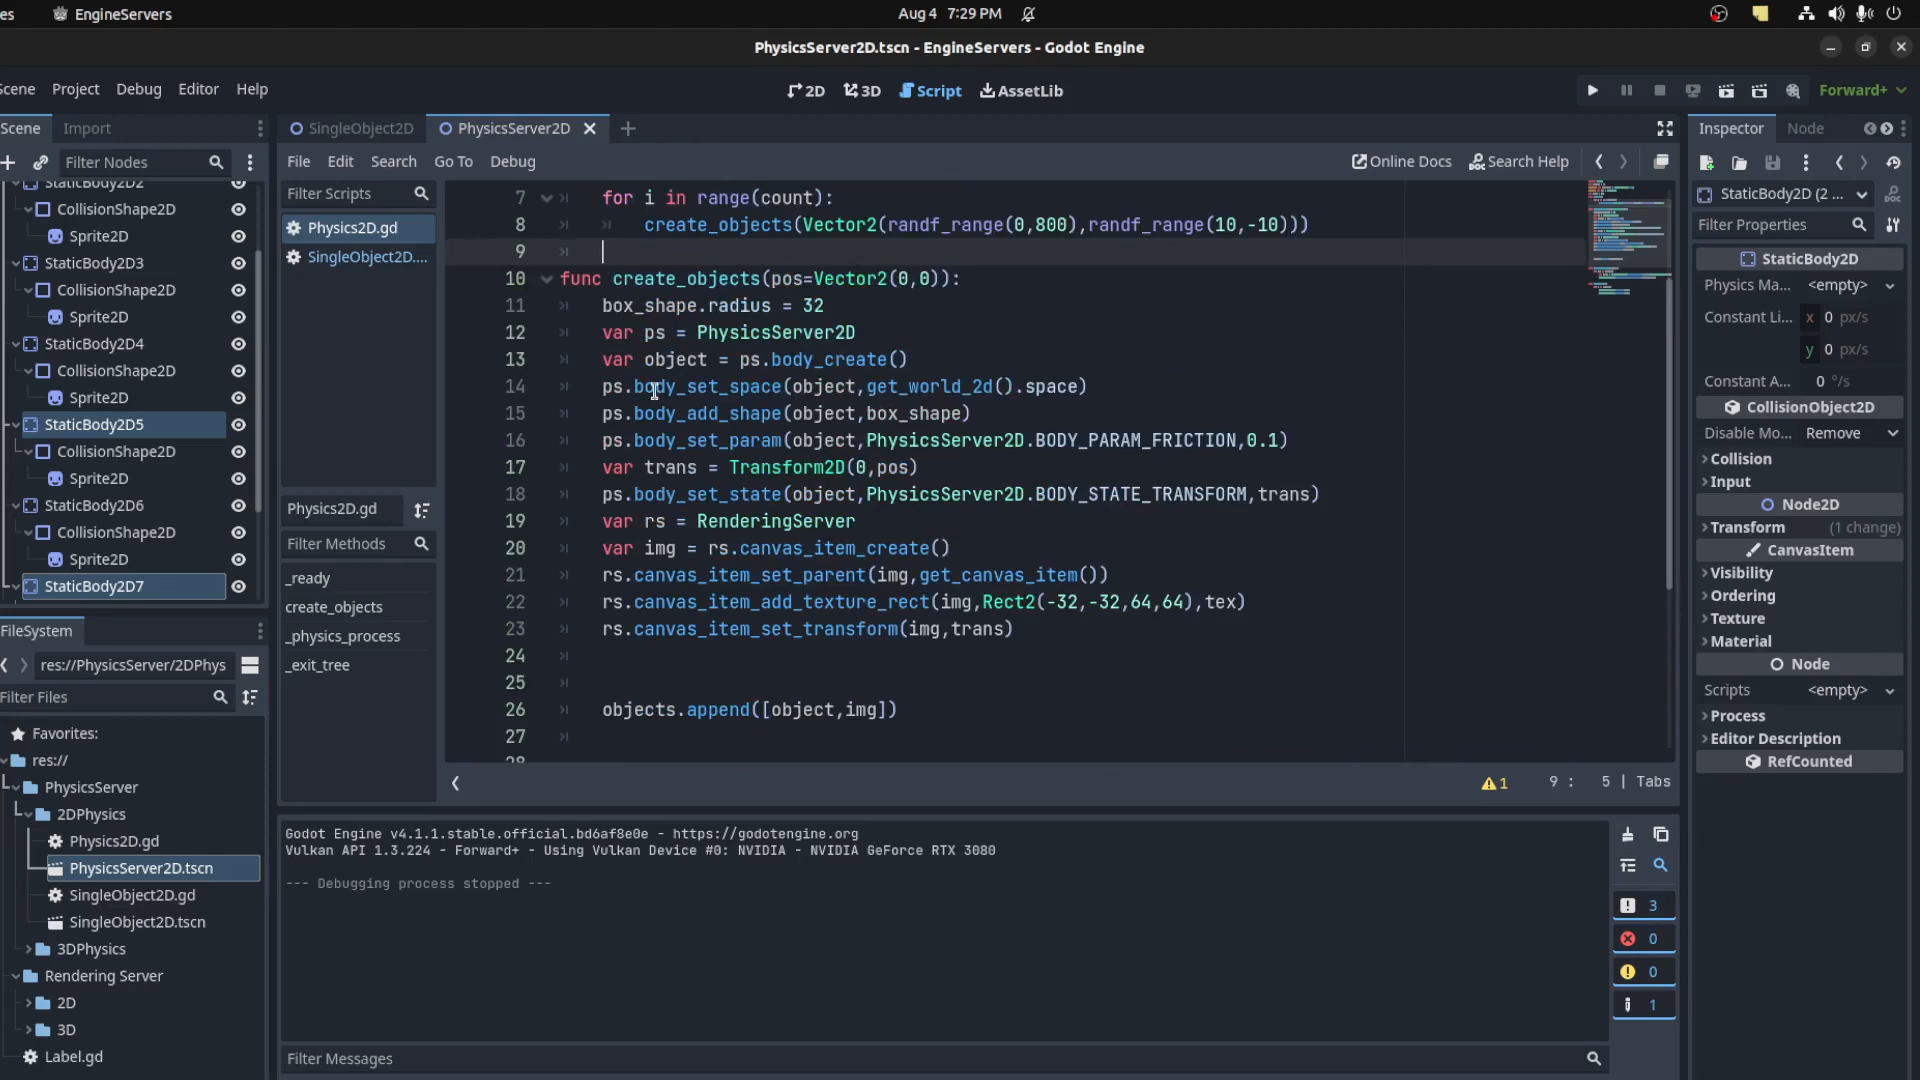 es EngineServers Aug 4 7:29 PM
PhysicsServer2D.tscn - EngineServers - Godot Engine
Scene Project Debug Editor Help 2D 3D Script AssetLib Forward+
Scene Import
Filter Nodes
StaticBody2D2
CollisionShape2D
Sprite2D
StaticBody2D3
CollisionShape2D
Sprite2D
StaticBody2D4
CollisionShape2D
Sprite2D
StaticBody2D5
CollisionShape2D
Sprite2D
StaticBody2D6
CollisionShape2D
Sprite2D
StaticBody2D7
FileSystem
res://PhysicsServer/2DPhys
Filter Files
Favorites:
res://
PhysicsServer
2DPhysics
Physics2D.gd
PhysicsServer2D.tscn
SingleObject2D.gd
SingleObject2D.tscn
3DPhysics
Rendering Server
2D
3D
Label.gd
SingleObject2D PhysicsServer2D
File Edit Search Go To Debug Online Docs Search Help
Filter Scripts
Physics2D.gd
SingleObject2D....
Physics2D.gd
Filter Methods
_ready
create_objects
_physics_process
_exit_tree
7 for i in range(count):
8 create_objects(Vector2(randf_range(0,800),randf_range(10,-10)))
9
10 func create_objects(pos=Vector2(0,0)):
11 box_shape.radius = 32
12 var ps = PhysicsServer2D
13 var object = ps.body_create()
14 ps.body_set_space(object,get_world_2d().space)
15 ps.body_add_shape(object,box_shape)
16 ps.body_set_param(object,PhysicsServer2D.BODY_PARAM_FRICTION,0.1)
17 var trans = Transform2D(0,pos)
18 ps.body_set_state(object,PhysicsServer2D.BODY_STATE_TRANSFORM,trans)
19 var rs = RenderingServer
20 var img = rs.canvas_item_create()
21 rs.canvas_item_set_parent(img,get_canvas_item())
22 rs.canvas_item_add_texture_rect(img,Rect2(-32,-32,64,64),tex)
23 rs.canvas_item_set_transform(img,trans)
24
25
26 objects.append([object,img])
27
28
1 9 : 5 | Tabs
Godot Engine v4.1.1.stable.official.bd6af8e0e - https://godotengine.org
Vulkan API 1.3.224 - Forward+ - Using Vulkan Device #0: NVIDIA - NVIDIA GeForce RTX 3080
--- Debugging process stopped ---
3
0
0
1
Filter Messages
Inspector Node
StaticBody2D (2 ...
Filter Properties
StaticBody2D
Physics Ma... <empty>
Constant Li... x 0 px/s
y 0 px/s
Constant A... 0 °/s
CollisionObject2D
Disable Mo... Remove
Collision
Input
Node2D
Transform (1 change)
CanvasItem
Visibility
Ordering
Texture
Material
Node
Scripts <empty>
Process
Editor Description
RefCounted